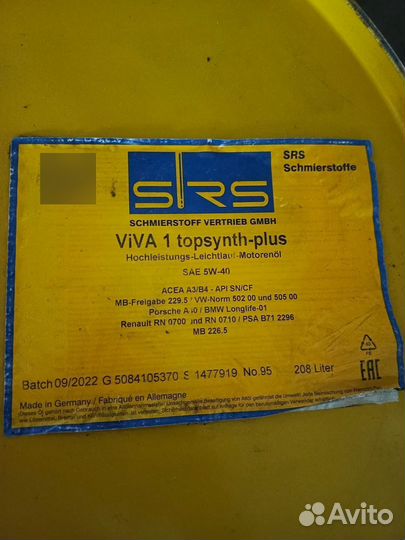 SRS
SCHMIERSTOFF VERTRIEB GMBH
SRS
Schmierstoffe
ViVA 1 topsynth-plus
Hochleistungs-Leichtlauf-Motorenöl
SAE 5W-40
ACEA A3/B4 - API SN/CF
MB-Freigabe 229.5 / VW-Norm 502 00 und 505 00
Porsche A40 / BMW Longlife-01
Renault RN 0700 und RN 0710 / PSA B71 2296
MB 226.5
Batch 09/2022 G 5084105370 S 1477919 No.95 208 Liter
40
FE
EAC
Made in Germany / Fabriqué en Allemagne
Avito